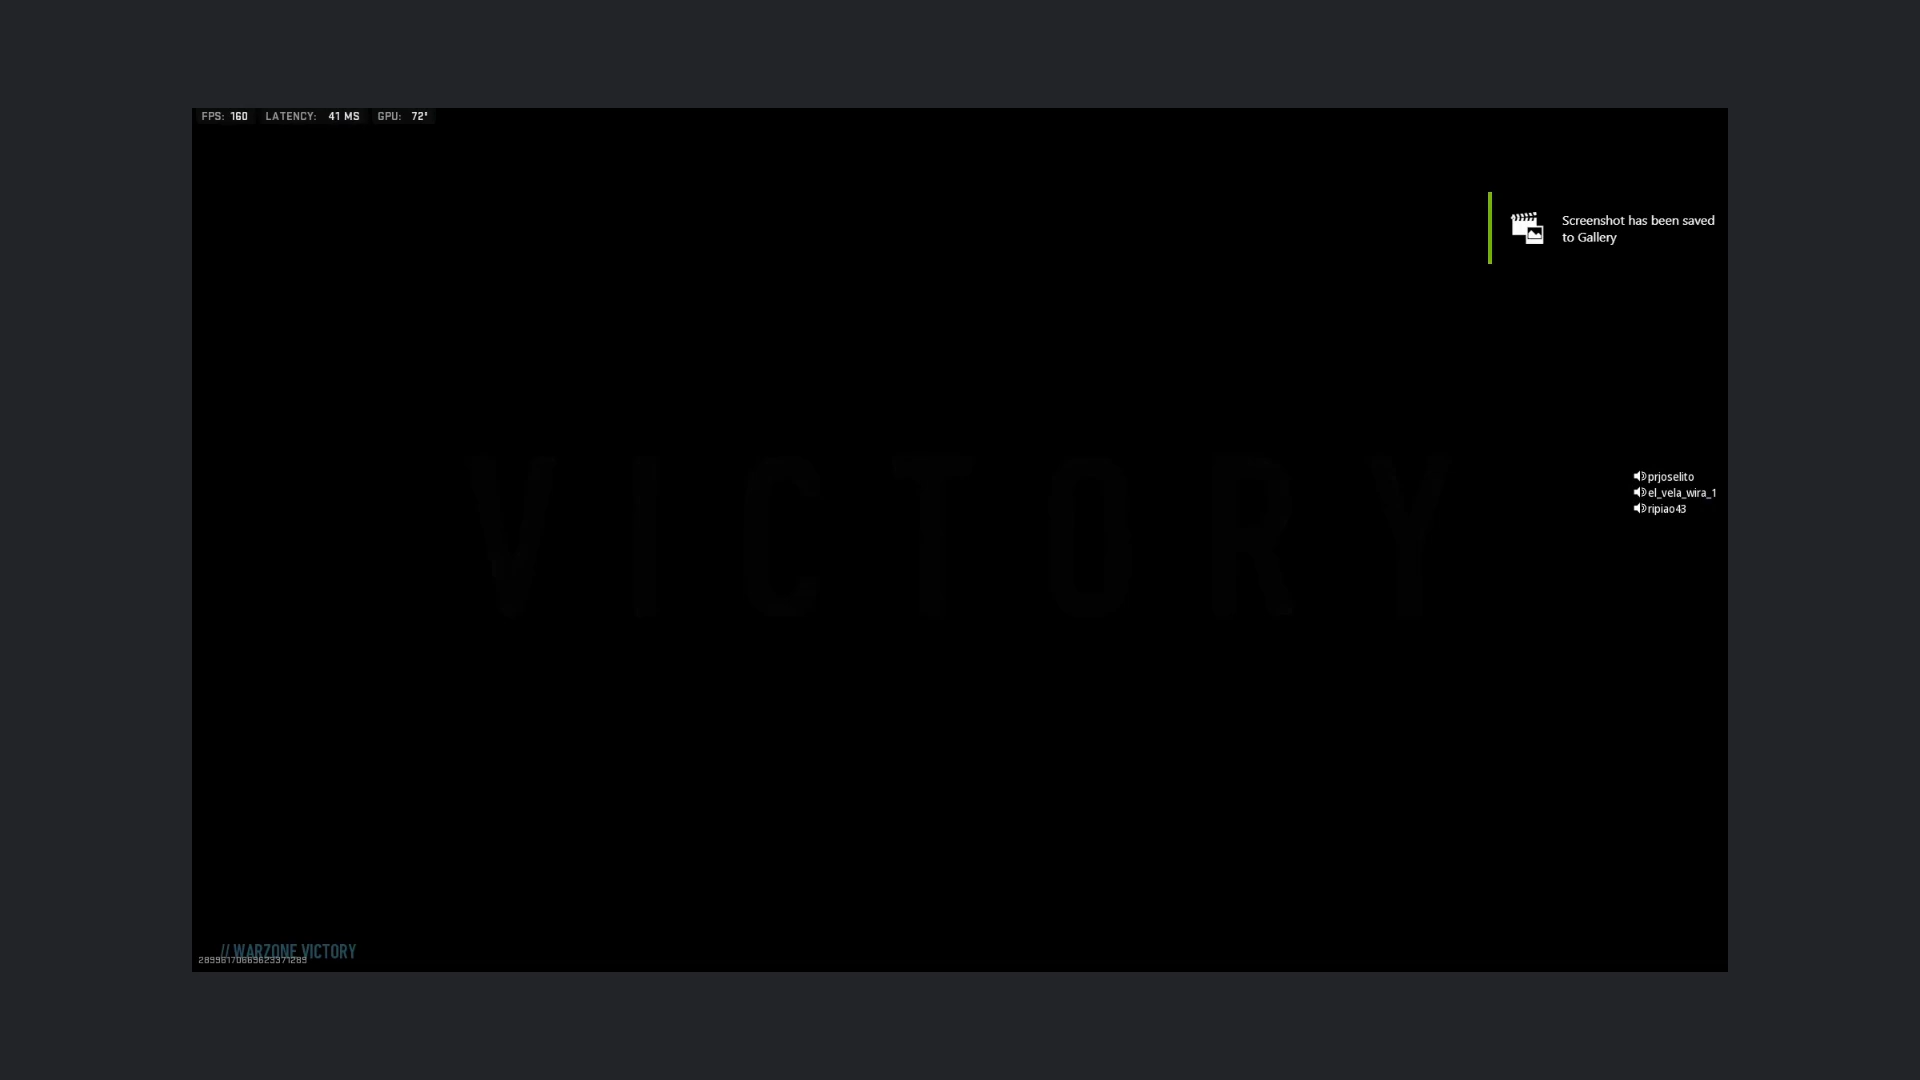 FPS: 160 LATENCY: 41 MS GPU: 72°
Screenshot has been saved
to Gallery
VICTORY
prjoselito
el_vela_wira_1
ripiao43
// WARZONE VICTORY